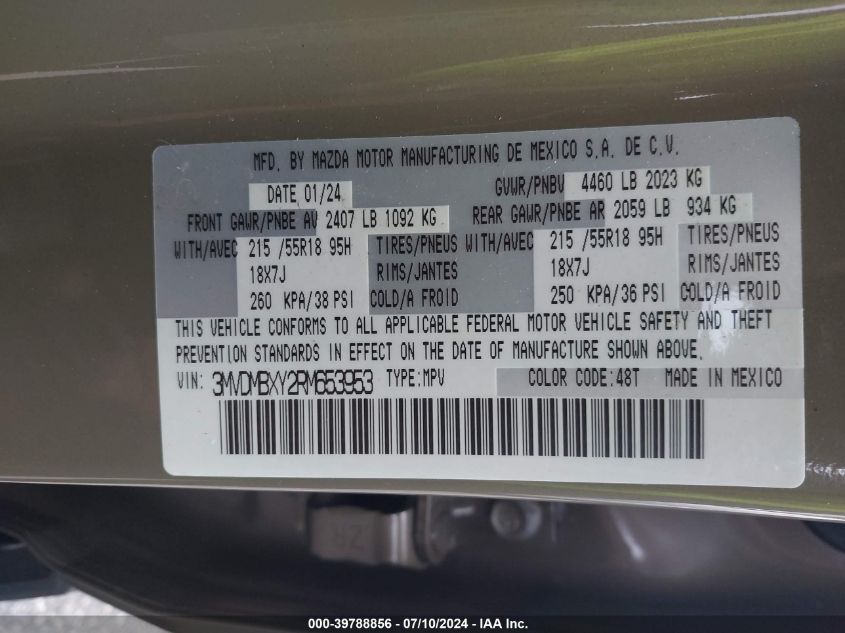 MFD. BY MAZDA MOTOR MANUFACTURING DE MEXICO S.A. DE C.V.
DATE 01/24 GVWR/PNBV 4460 LB 2023 KG
FRONT GAWR/PNBE AV 2407 LB 1092 KG REAR GAWR/PNBE AR 2059 LB 934 KG
WITH/AVEC 215 /55R18 95H TIRES/PNEUS WITH/AVEC 215 /55R18 95H TIRES/PNEUS
18X7J RIMS/JANTES 18X7J RIMS/JANTES
260 KPA/38 PSI COLD/A FROID 250 KPA/36 PSI COLD/A FROID
THIS VEHICLE CONFORMS TO ALL APPLICABLE FEDERAL MOTOR VEHICLE SAFETY AND THEFT
PREVENTION STANDARDS IN EFFECT ON THE DATE OF MANUFACTURE SHOWN ABOVE.
VIN: 3MVDMBXY2RM653953 TYPE:MPV COLOR CODE:48T MADE IN MEXICO
ZR
000-39788856 - 07/10/2024 - IAA Inc.